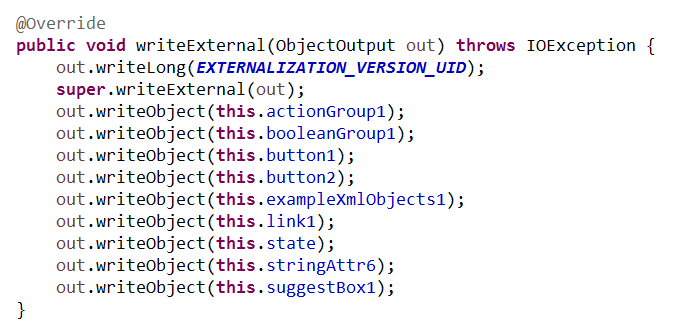 @Override
public void writeExternal(ObjectOutput out) throws IOException {
    out.writeLong(EXTERNALIZATION_VERSION_UID);
    super.writeExternal(out);
    out.writeObject(this.actionGroup1);
    out.writeObject(this.booleanGroup1);
    out.writeObject(this.button1);
    out.writeObject(this.button2);
    out.writeObject(this.exampleXmlObjects1);
    out.writeObject(this.link1);
    out.writeObject(this.state);
    out.writeObject(this.stringAttr6);
    out.writeObject(this.suggestBox1);
}